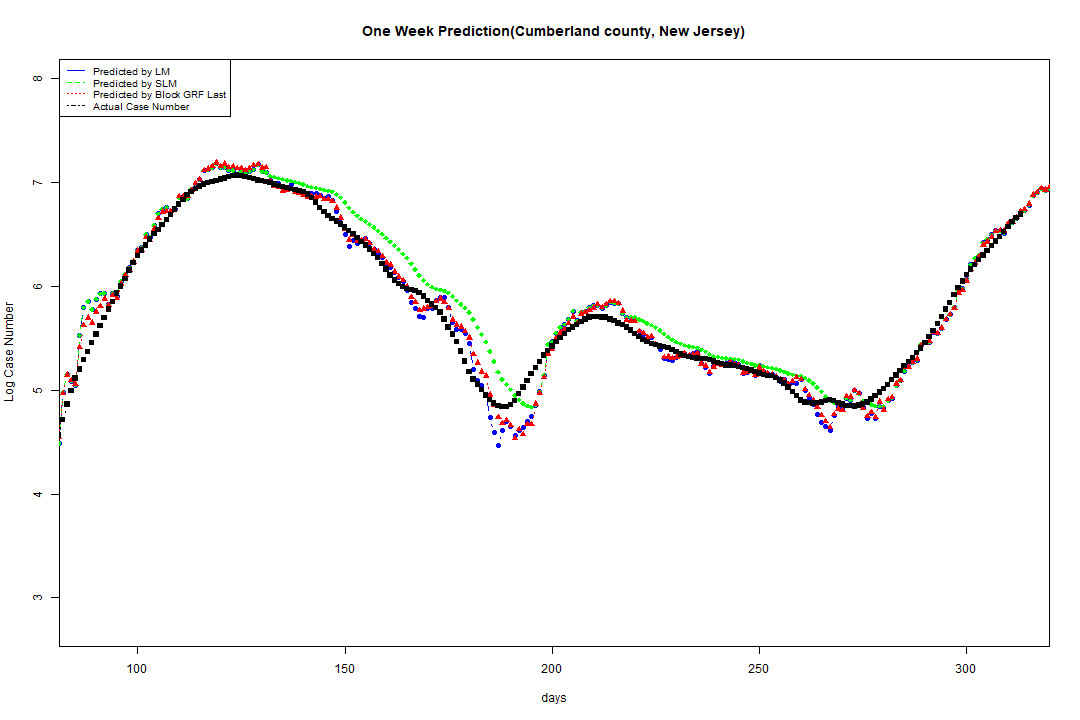 One Week Prediction(Cumberland county, New Jersey)
Predicted by LM
Predicted by SLM
Predicted by Block GRF Last
Actual Case Number
8
7
6
5
4
3
Log Case Number
100 150 200 250 300
days